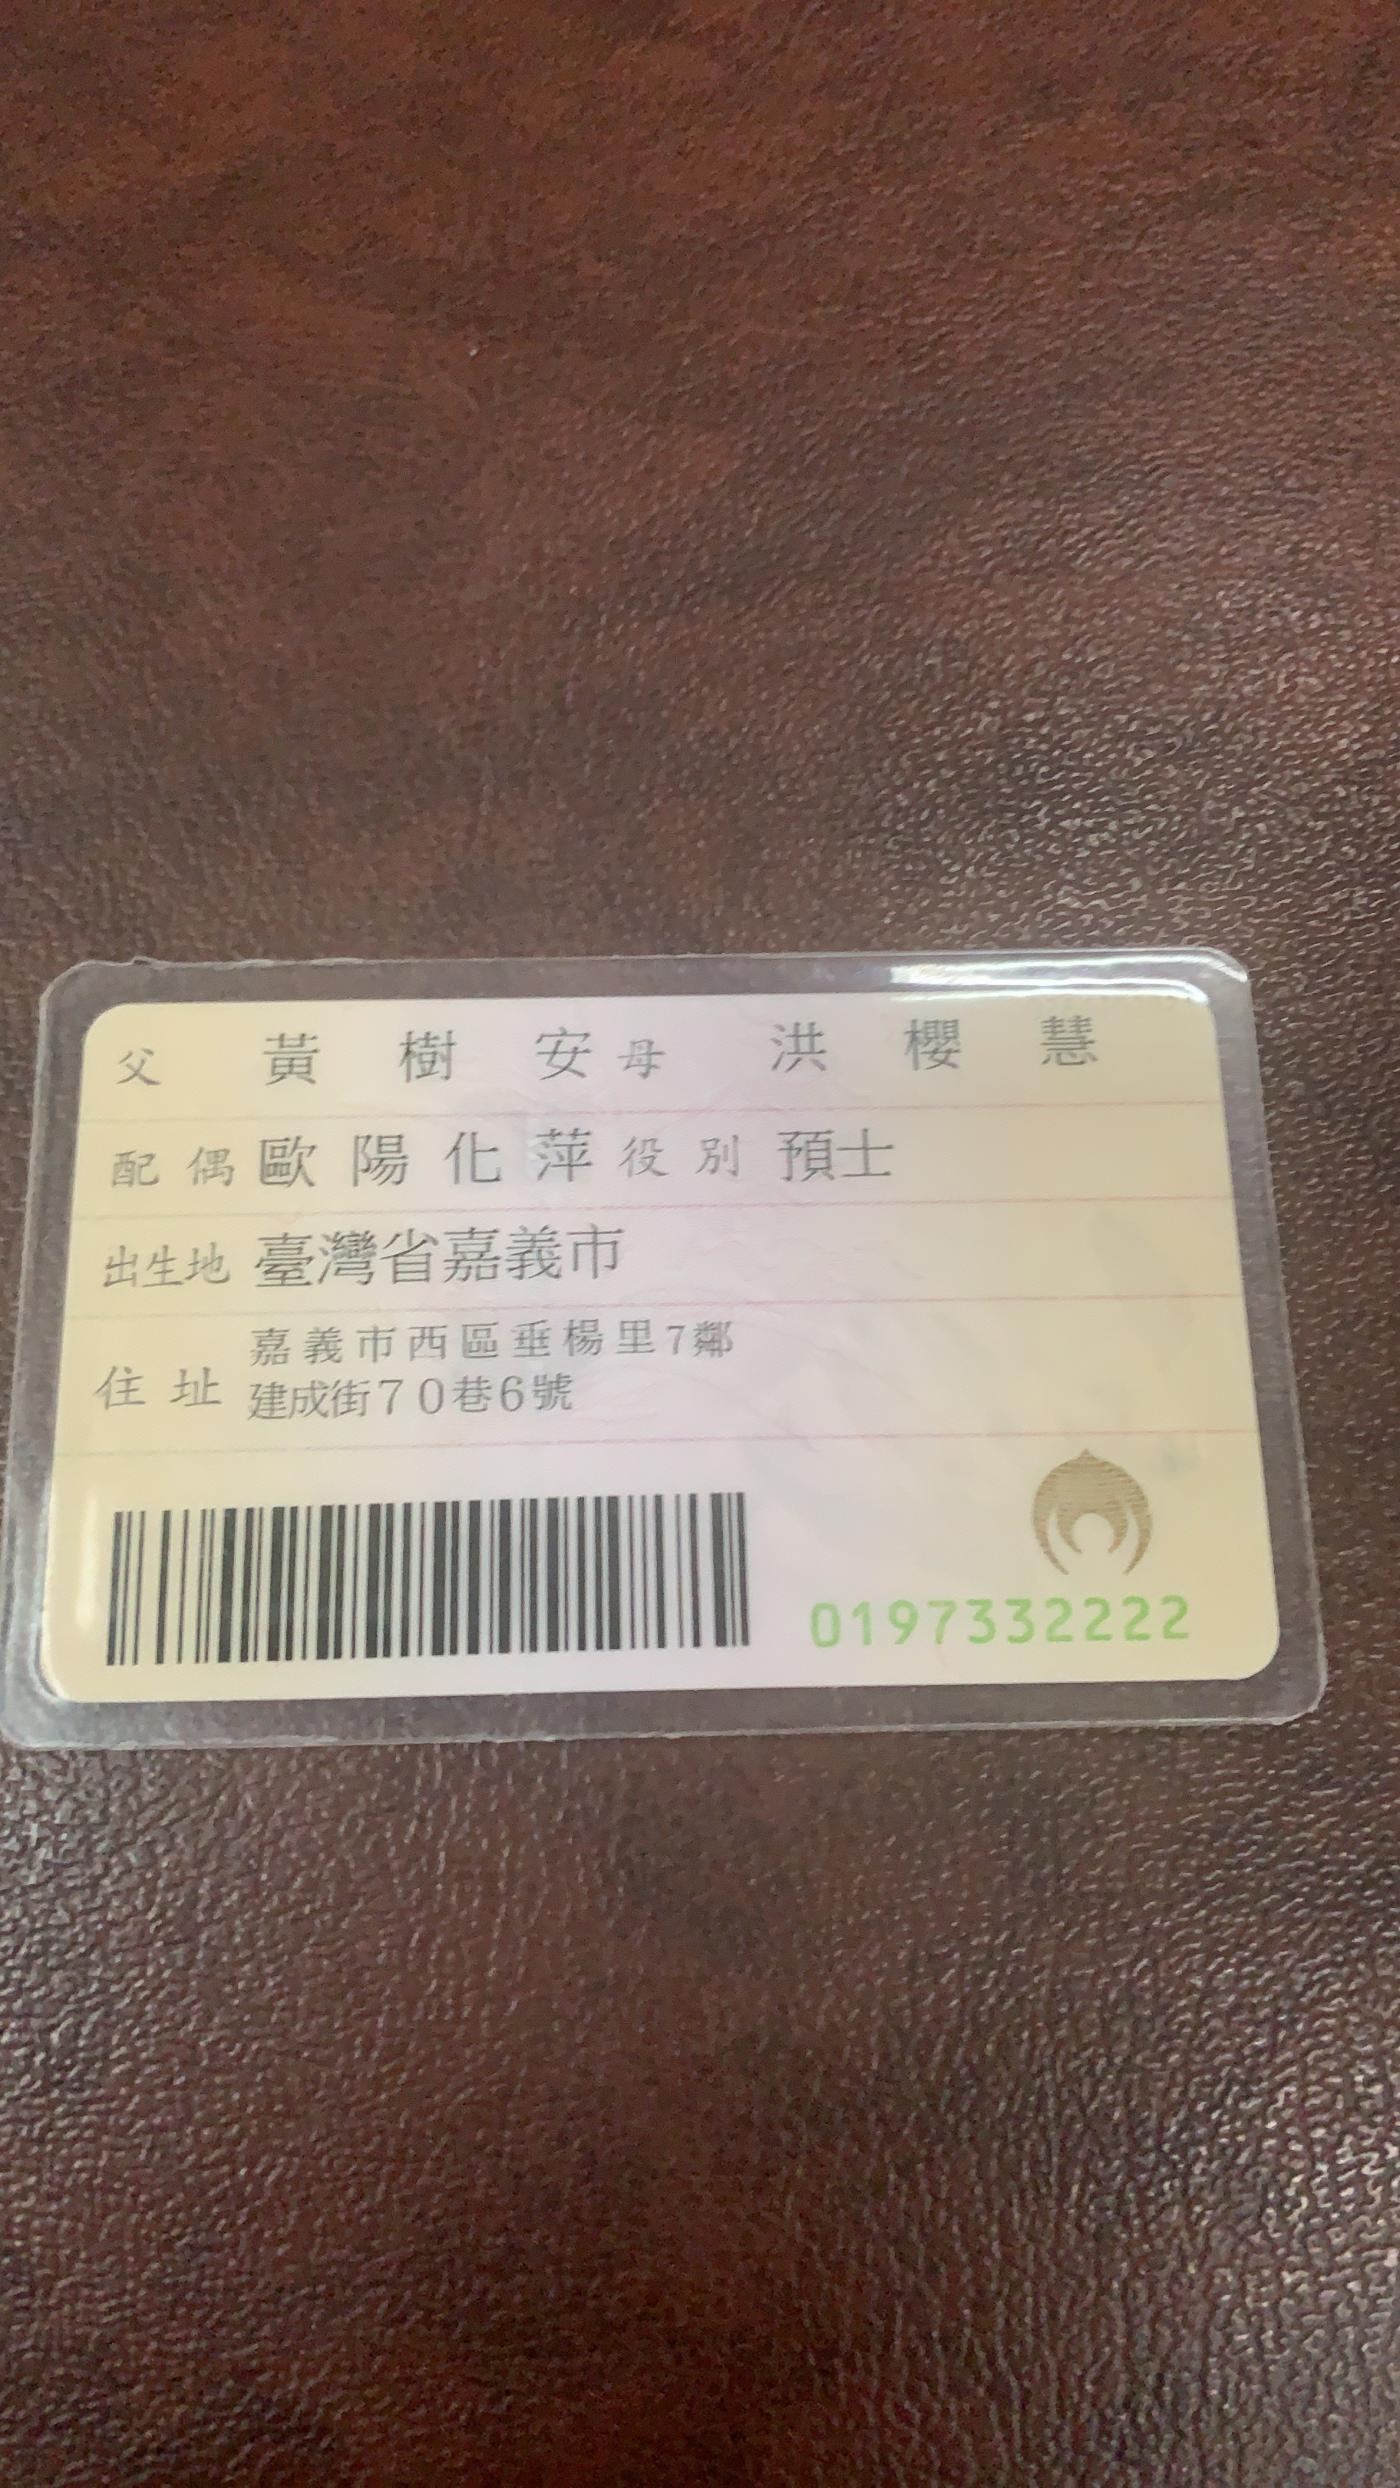 父 黃樹安 母 洪櫻慧
配偶 歐陽化萍 役別 預士
出生地 臺灣省嘉義市
住址 嘉義市西區垂楊里7鄰
建成街70巷6號
0197332222